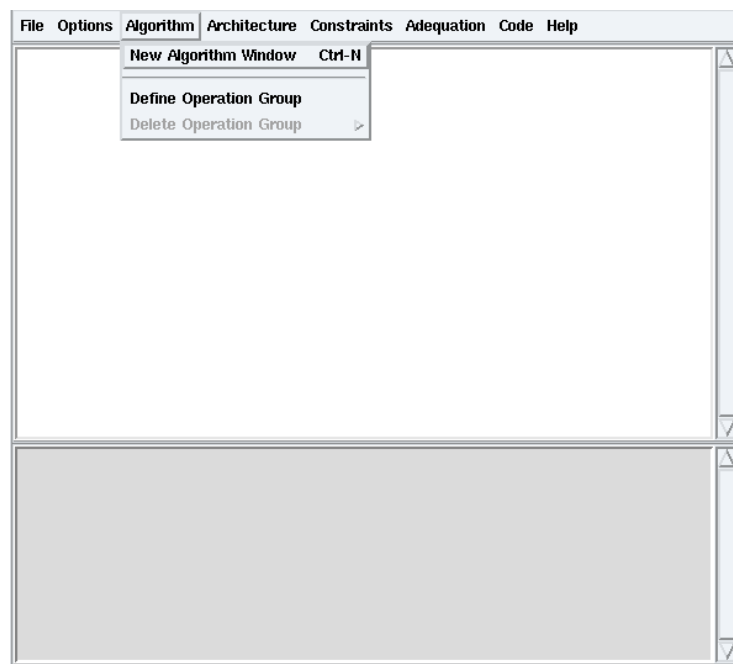 File Options Algorithm Architecture Constraints Adequation Code Help
New Algorithm Window Ctrl-N
Define Operation Group
Delete Operation Group